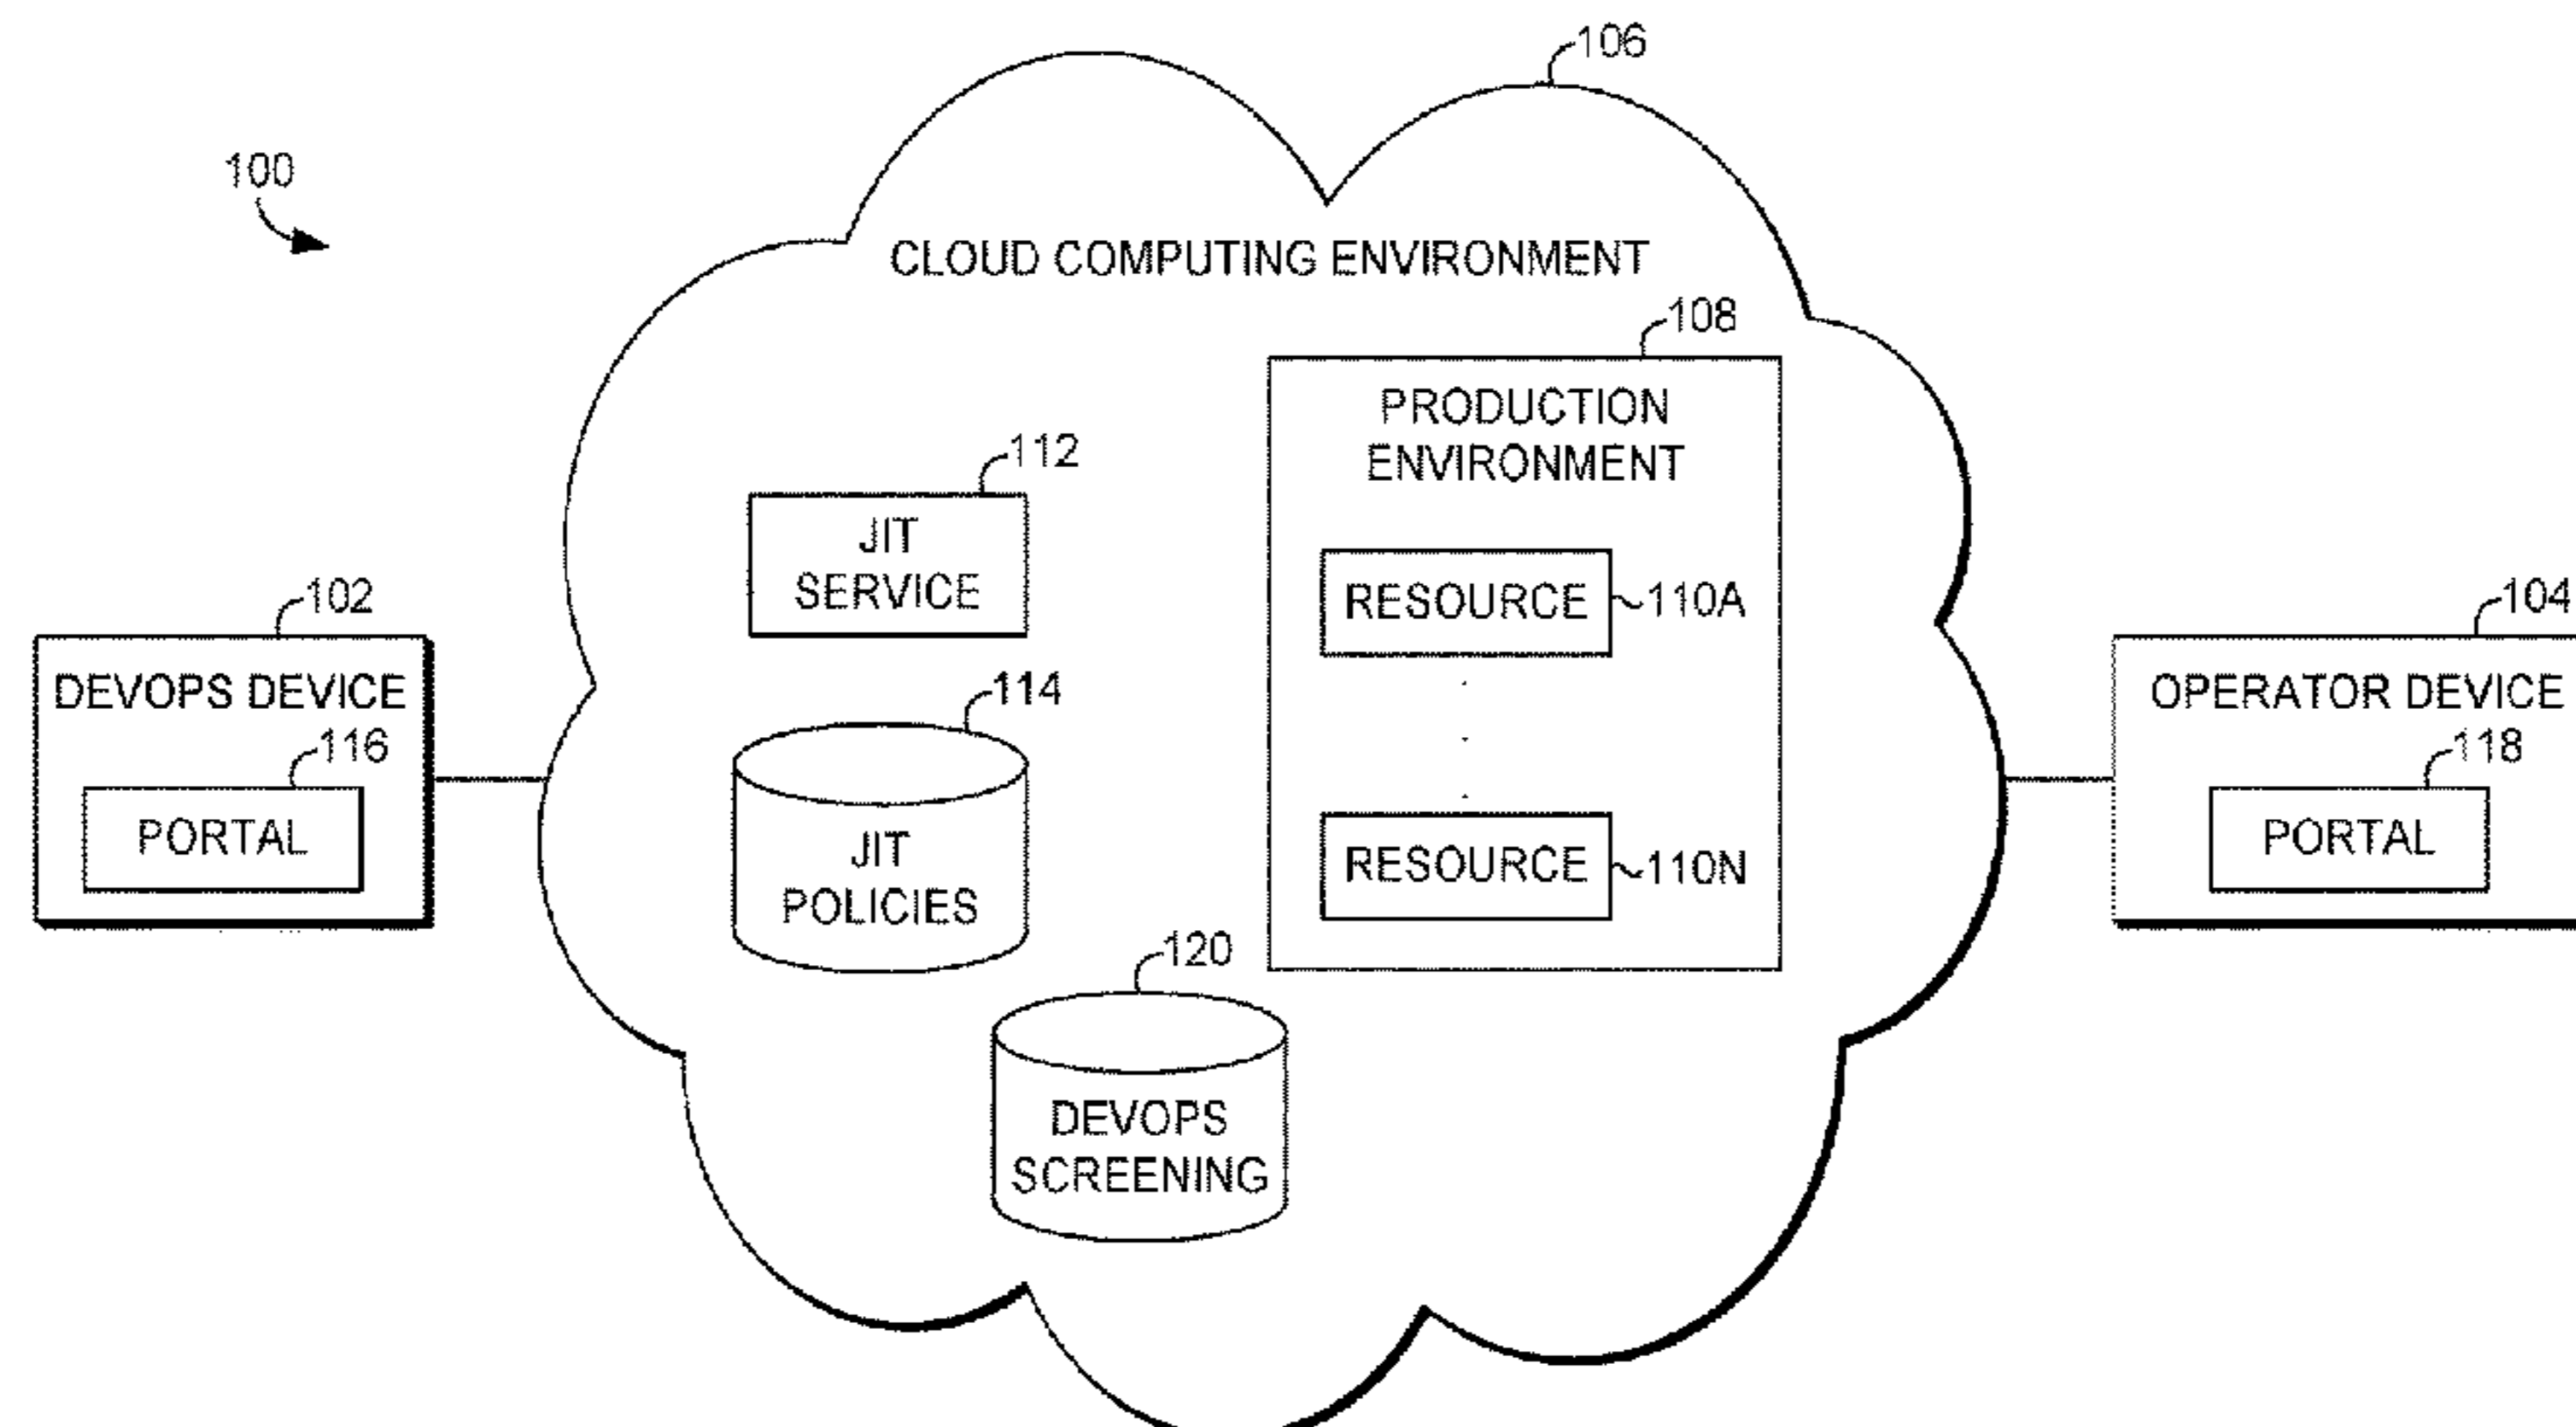 106
100
CLOUD COMPUTING ENVIRONMENT
108
PRODUCTION
ENVIRONMENT
112
JIT
SERVICE
RESOURCE
110A
102
DEVOPS DEVICE
116
PORTAL
114
JIT
POLICIES
RESOURCE
110N
104
OPERATOR DEVICE
118
PORTAL
120
DEVOPS
SCREENING